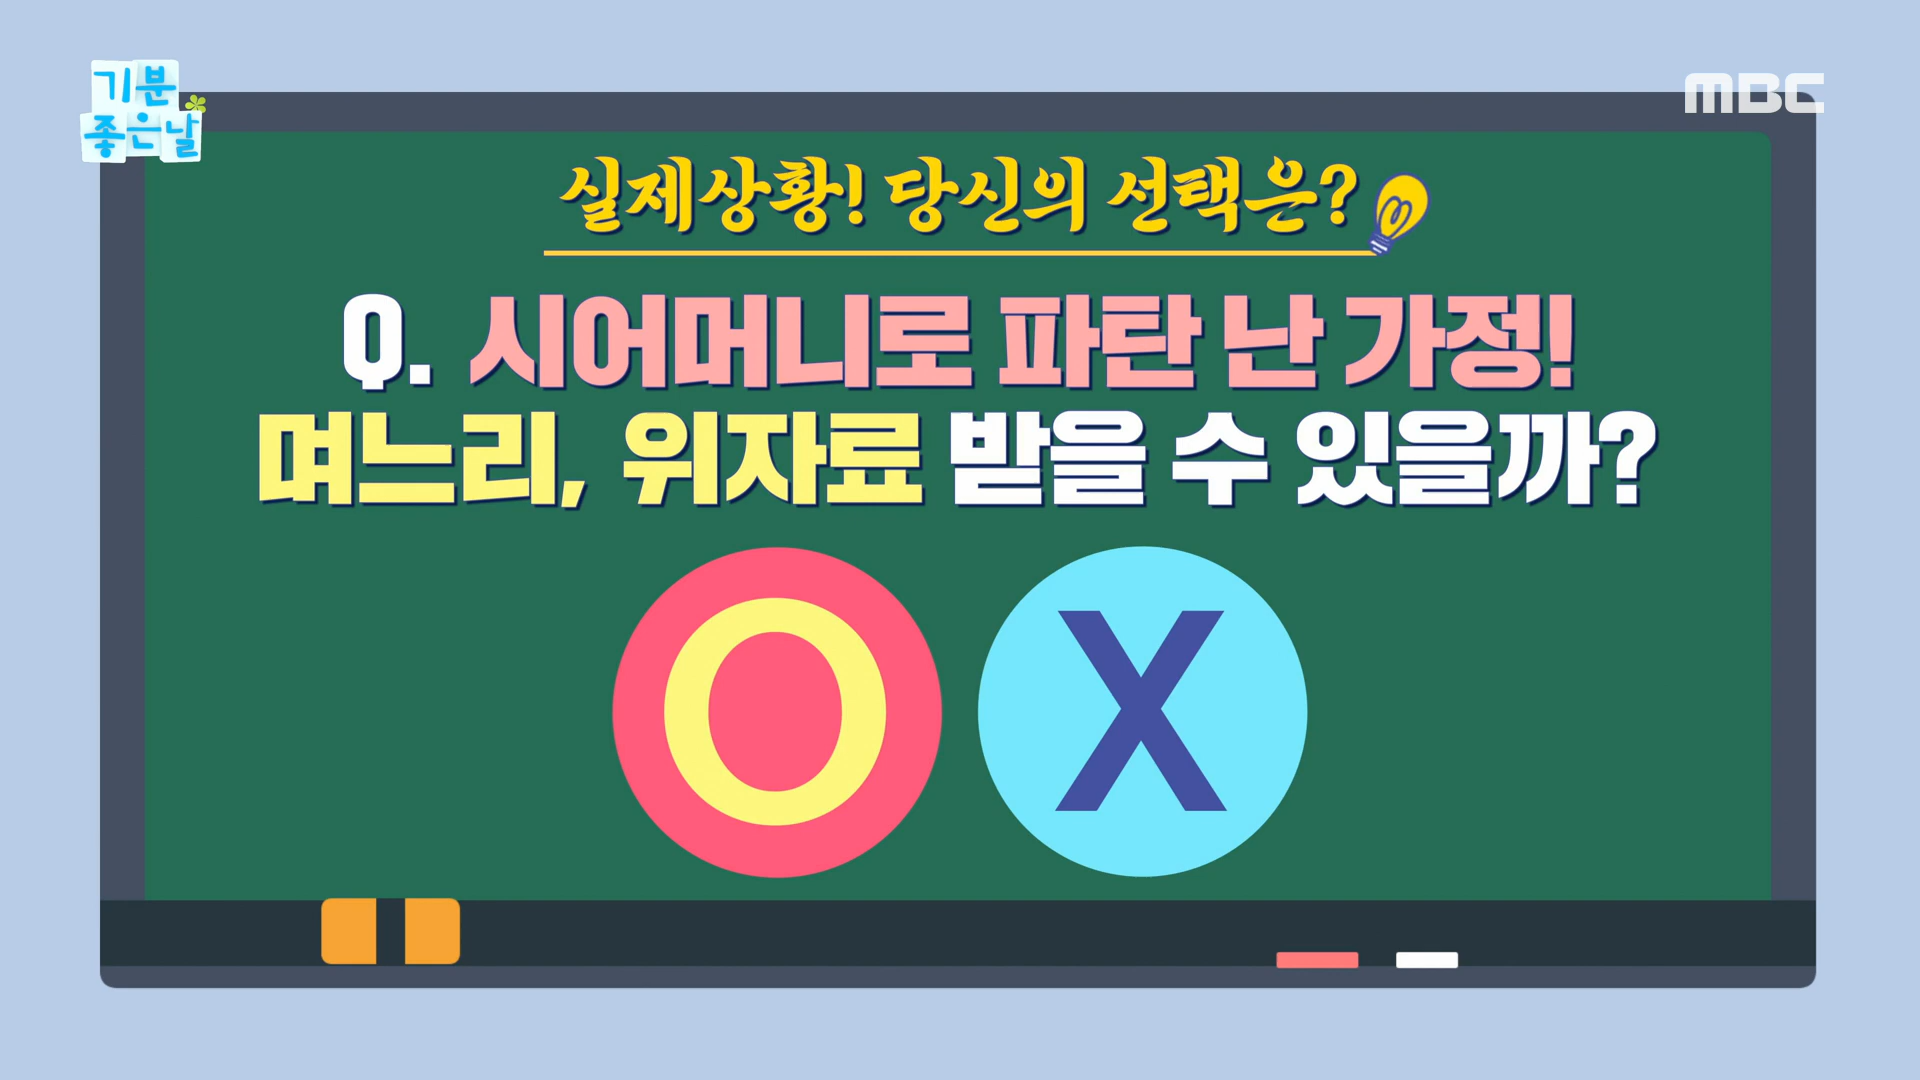 기분
좋은날
MBC
실제상황! 당신의 선택은?
Q. 시어머니로 파탄 난 가정!
며느리, 위자료 받을 수 있을까?
O X